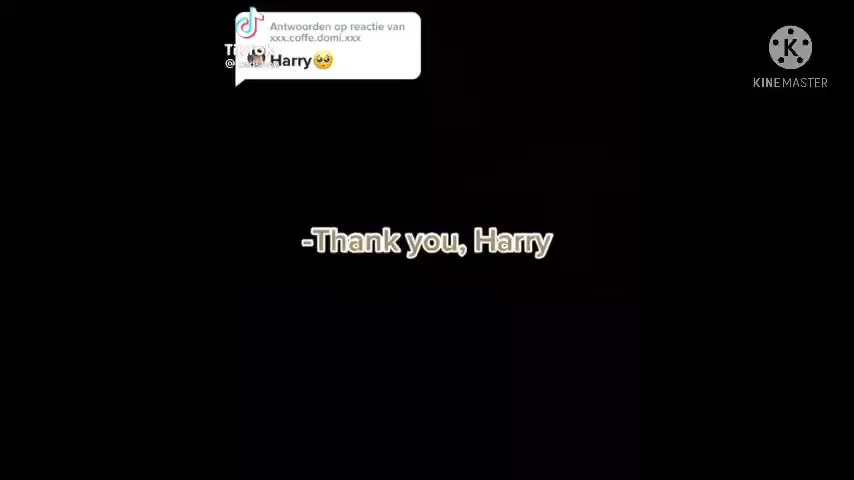 Antwoorden op reactie van
xxx.coffe.domi.xxx
TikTok
Harry🥺
KINEMASTER
-Thank you, Harry